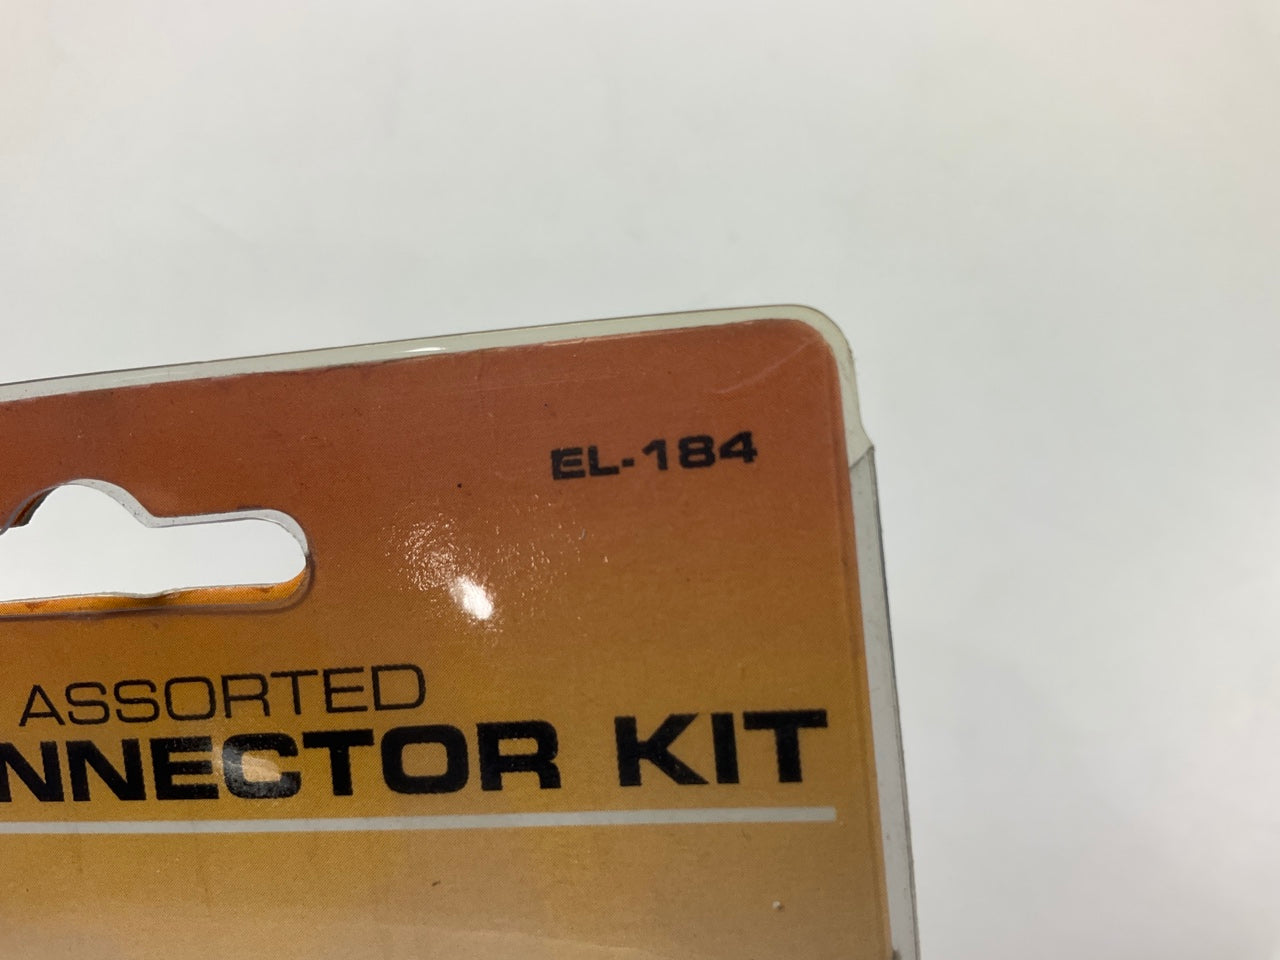 EL-184
ASSORTED
NNECTOR KIT